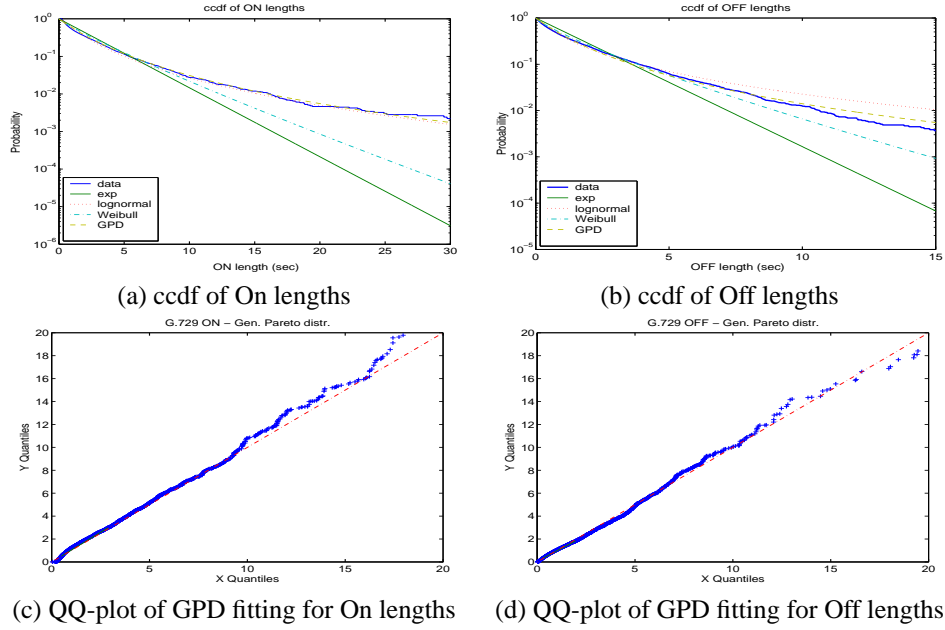 ccdf of ON lengths
10^0
10^-1
10^-2
10^-3
10^-4
10^-5
10^-6
Probability
data
exp
lognormal
Weibull
GPD
0 5 10 15 20 25 30
ON length (sec)
(a) ccdf of On lengths
ccdf of OFF lengths
10^0
10^-1
10^-2
10^-3
10^-4
10^-5
Probability
data
exp
lognormal
Weibull
GPD
0 5 10 15
OFF length (sec)
(b) ccdf of Off lengths
G.729 ON – Gen. Pareto distr.
20
18
16
14
12
10
8
6
4
2
0
Y Quantiles
0 5 10 15 20
X Quantiles
(c) QQ-plot of GPD fitting for On lengths
G.729 OFF – Gen. Pareto distr.
20
18
16
14
12
10
8
6
4
2
0
Y Quantiles
0 5 10 15 20
X Quantiles
(d) QQ-plot of GPD fitting for Off lengths